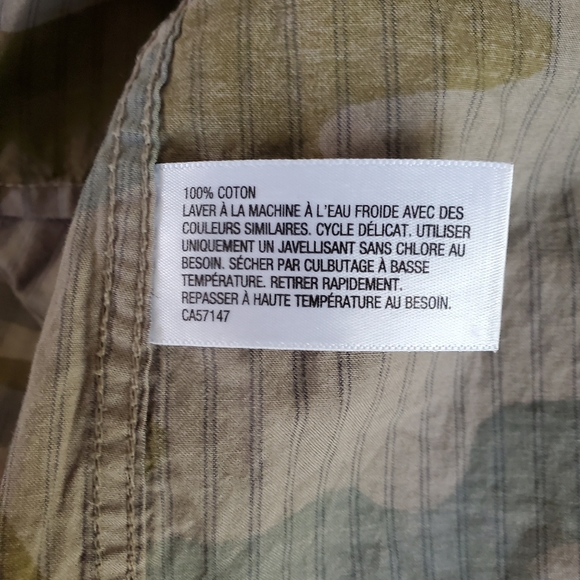 100% COTON
LAVER À LA MACHINE À L'EAU FROIDE AVEC DES
COULEURS SIMILAIRES. CYCLE DÉLICAT. UTILISER
UNIQUEMENT UN JAVELLISANT SANS CHLORE AU
BESOIN. SÉCHER PAR CULBUTAGE À BASSE
TEMPÉRATURE. RETIRER RAPIDEMENT.
REPASSER À HAUTE TEMPÉRATURE AU BESOIN.
CA57147